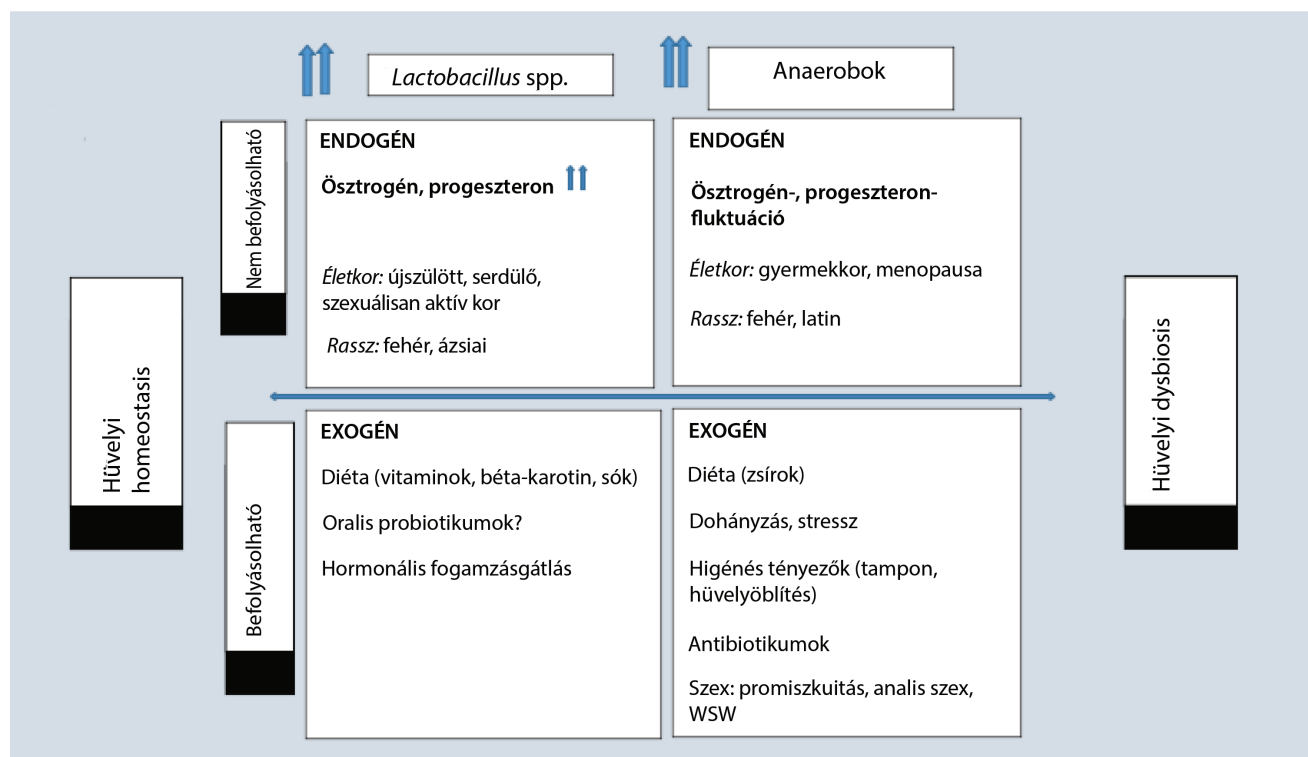 Lactobacillus spp.
Anaerobok
Nem befolyásolható
ENDOGÉN
Ösztrogén, progeszteron
Életkor: újszülött, serdülő,
szexuálisan aktív kor
Rassz: fehér, ázsiai
ENDOGÉN
Ösztrogén-, progeszteron-
fluktuáció
Életkor: gyermekkor, menopausa
Rassz: fehér, latin
Hüvelyi
homeostasis
Hüvelyi dysbiosis
Befolyásolható
EXOGÉN
Diéta (vitaminok, béta-karotin, sók)
Oralis probiotikumok?
Hormonális fogamzásgátlás
EXOGÉN
Diéta (zsírok)
Dohányzás, stressz
Higénés tényezők (tampon,
hüvelyöblítés)
Antibiotikumok
Szex: promiszkuitás, analis szex,
WSW